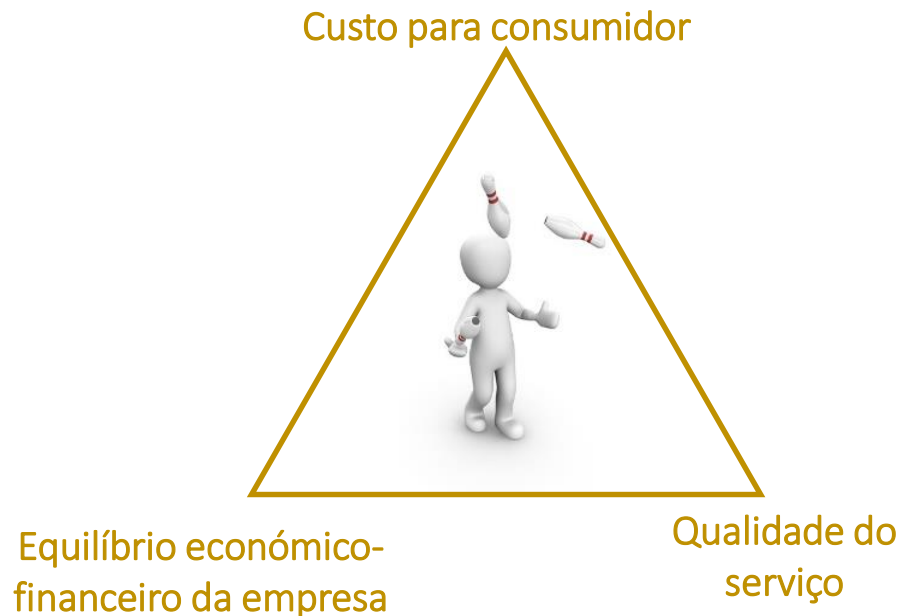 Custo para consumidor
Equilíbrio económico-
financeiro da empresa
Qualidade do
serviço